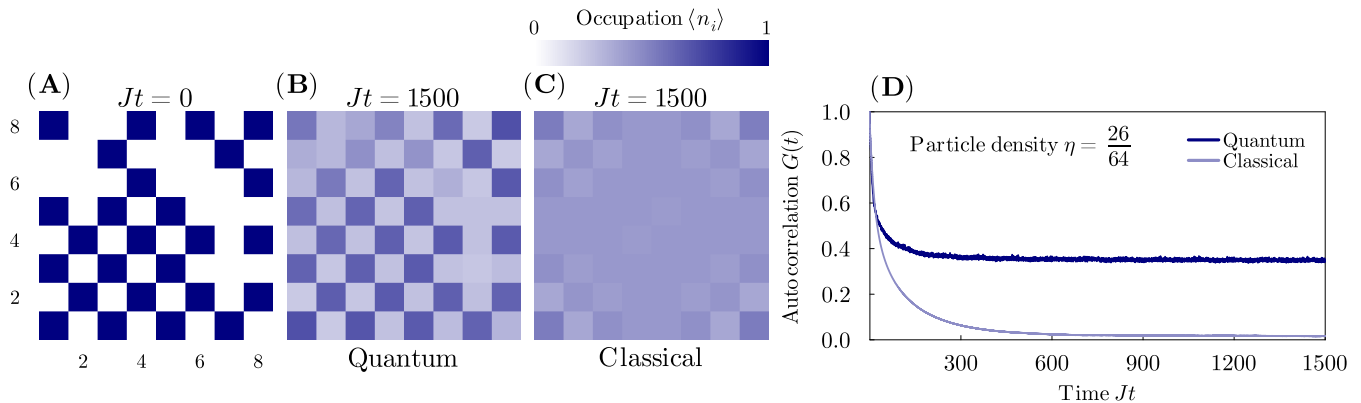 Occupation ⟨n_i⟩
0 1
(A) Jt = 0
(B) Jt = 1500
(C) Jt = 1500
8
6
4
2
2 4 6 8
Quantum
Classical
(D)
Autocorrelation G(t)
1.0
0.8
0.6
0.4
0.2
0.0
Particle density η = 26/64
Quantum
Classical
300 600 900 1200 1500
Time Jt